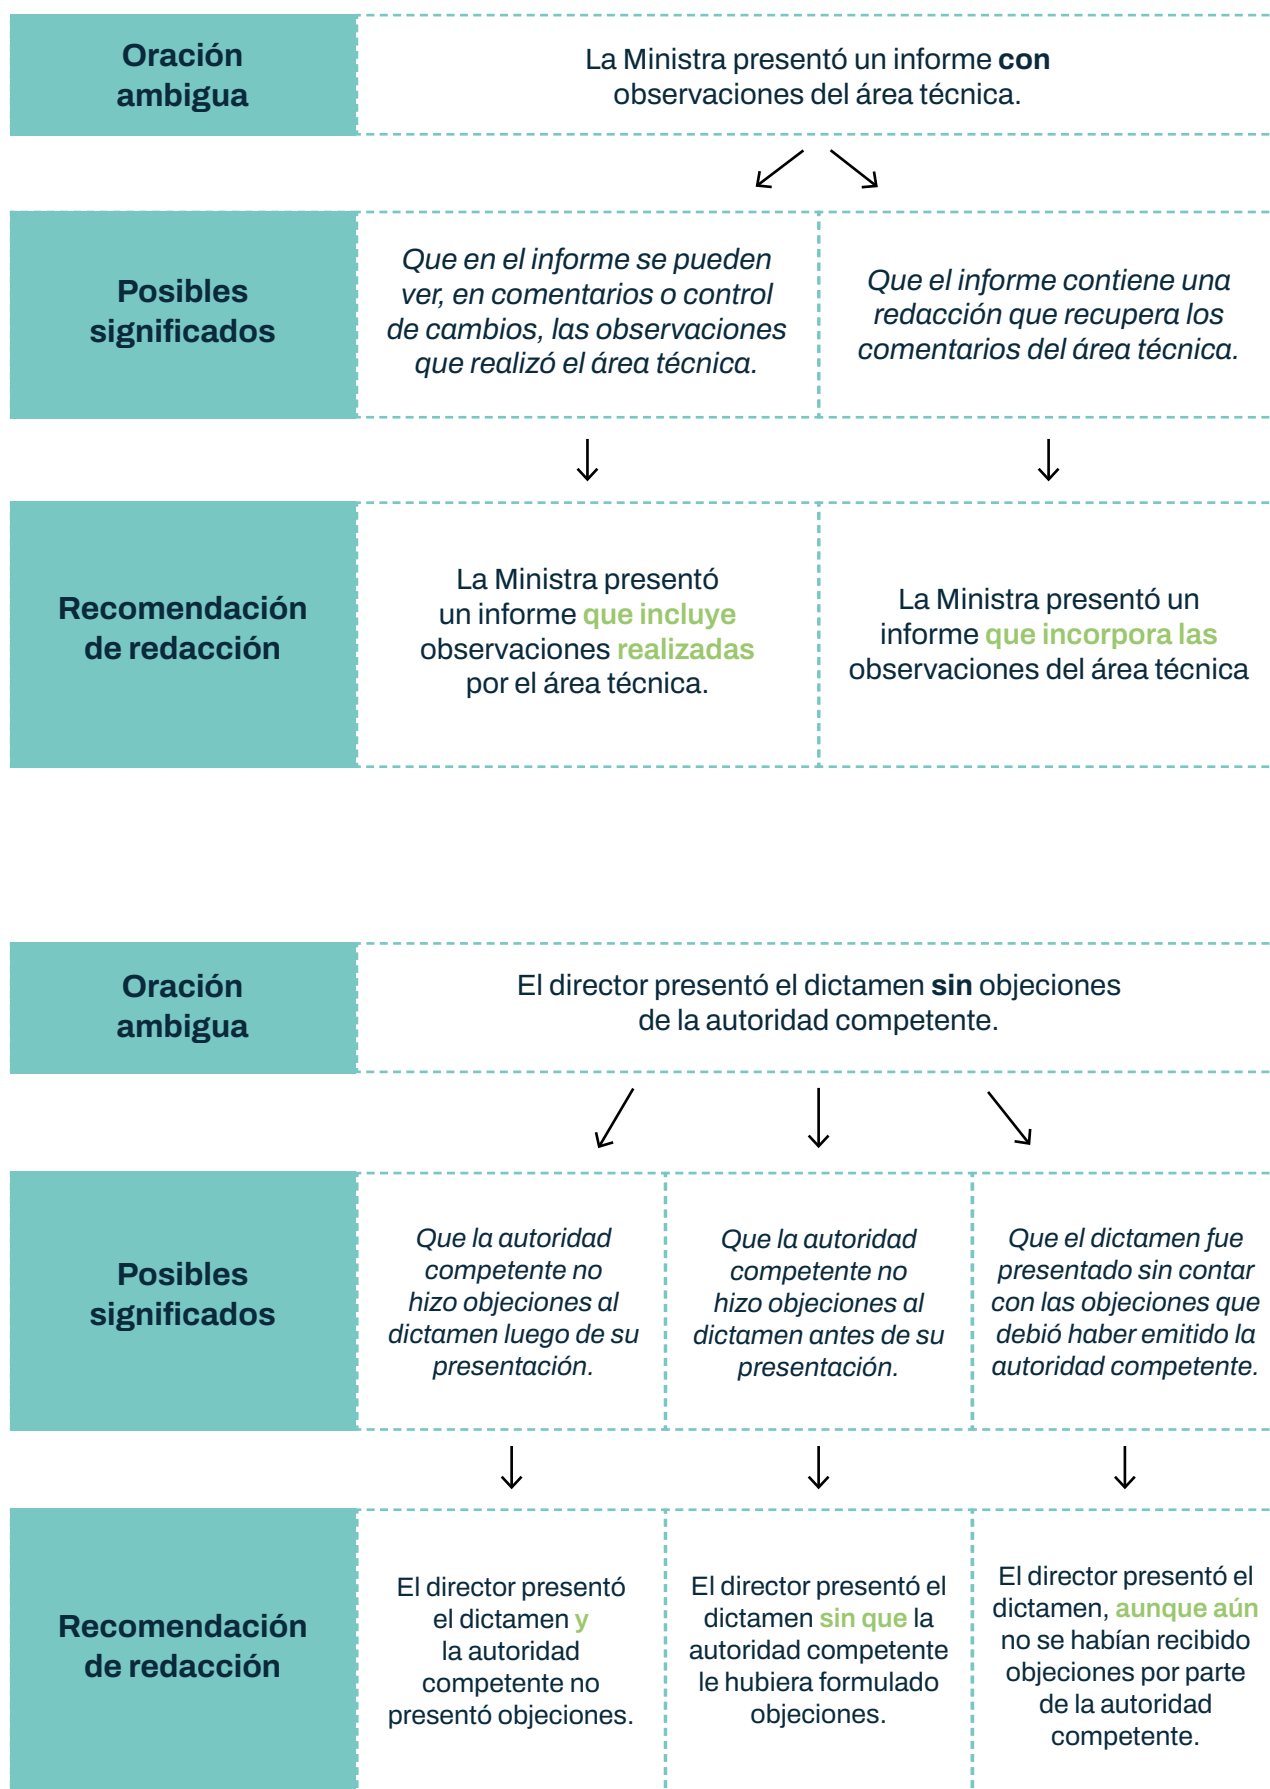 Oración
ambigua
La Ministra presentó un informe con
observaciones del área técnica.
Posibles
significados
Que en el informe se pueden
ver, en comentarios o control
de cambios, las observaciones
que realizó el área técnica.
Que el informe contiene una
redacción que recupera los
comentarios del área técnica.
Recomendación
de redacción
La Ministra presentó
un informe que incluye
observaciones realizadas
por el área técnica.
La Ministra presentó un
informe que incorpora las
observaciones del área técnica
Oración
ambigua
El director presentó el dictamen sin objeciones
de la autoridad competente.
Posibles
significados
Que la autoridad
competente no
hizo objeciones al
dictamen luego de su
presentación.
Que la autoridad
competente no
hizo objeciones al
dictamen antes de su
presentación.
Que el dictamen fue
presentado sin contar
con las objeciones que
debió haber emitido la
autoridad competente.
Recomendación
de redacción
El director presentó
el dictamen y
la autoridad
competente no
presentó objeciones.
El director presentó el
dictamen sin que la
autoridad competente
le hubiera formulado
objeciones.
El director presentó el
dictamen, aunque aún
no se habían recibido
objeciones por parte
de la autoridad
competente.